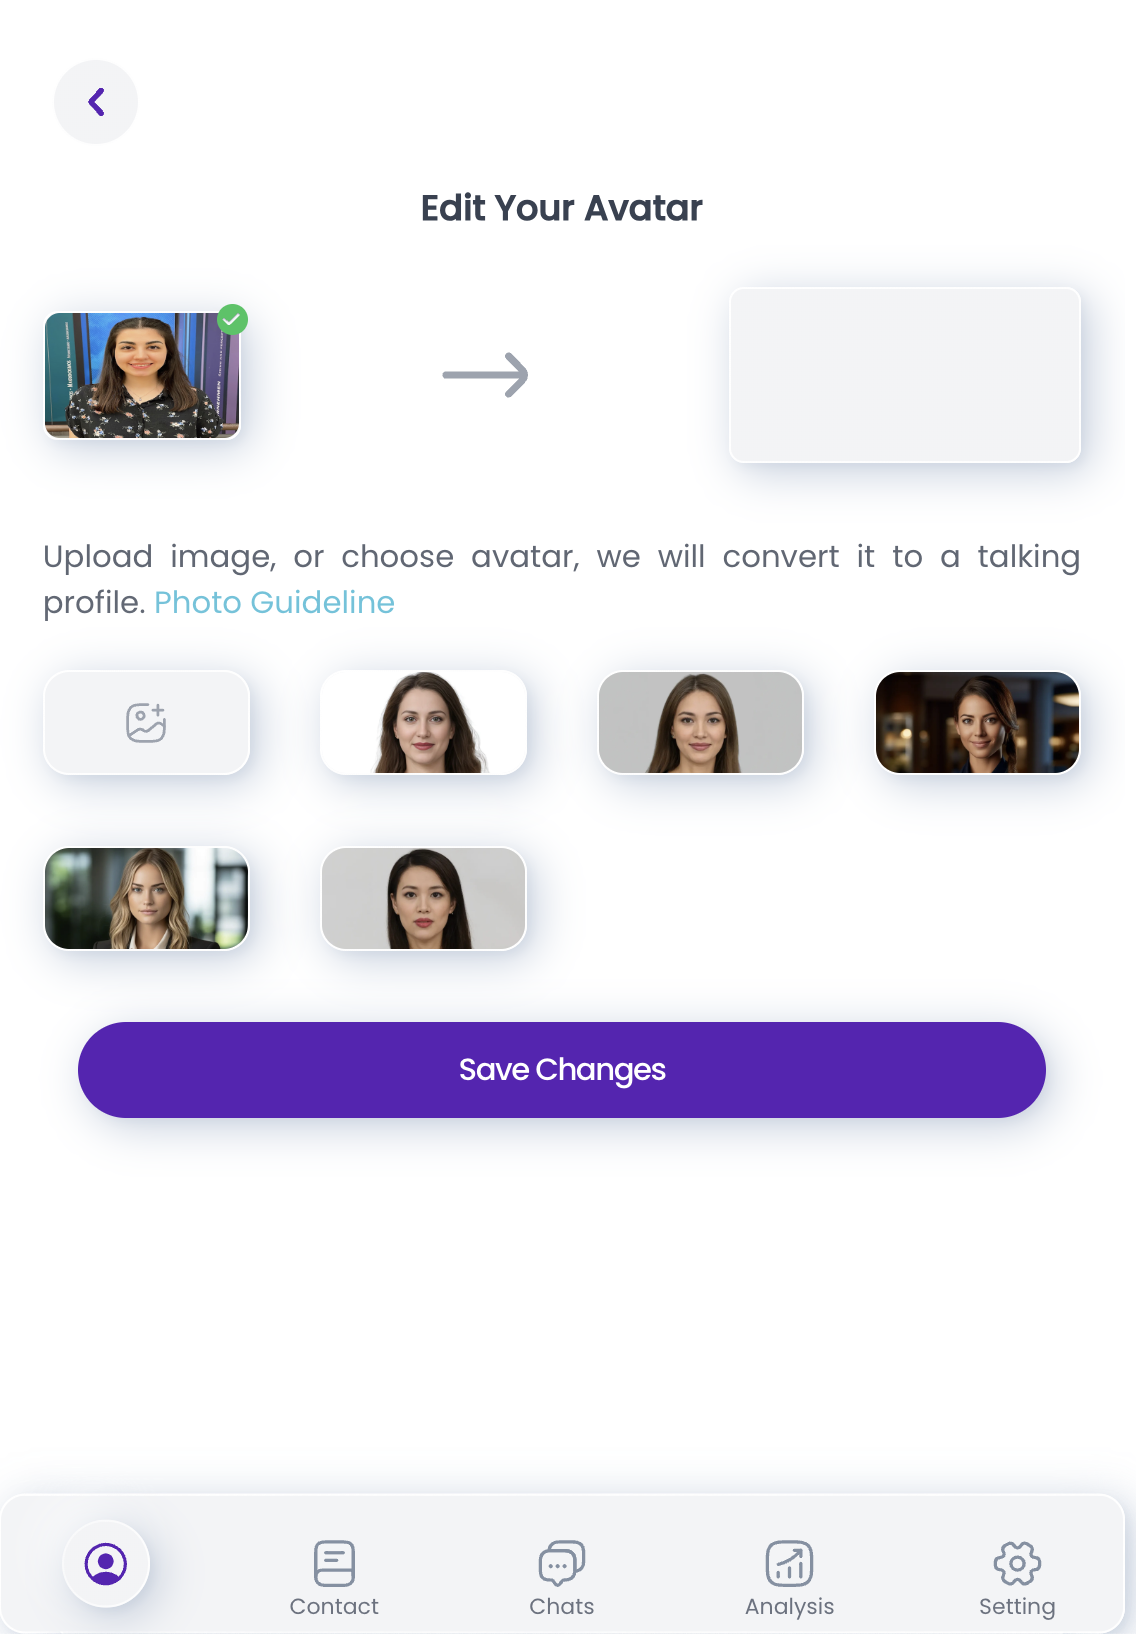 Edit Your Avatar
Upload image, or choose avatar, we will convert it to a talking
profile. Photo Guideline
Save Changes
Contact
Chats
Analysis
Setting